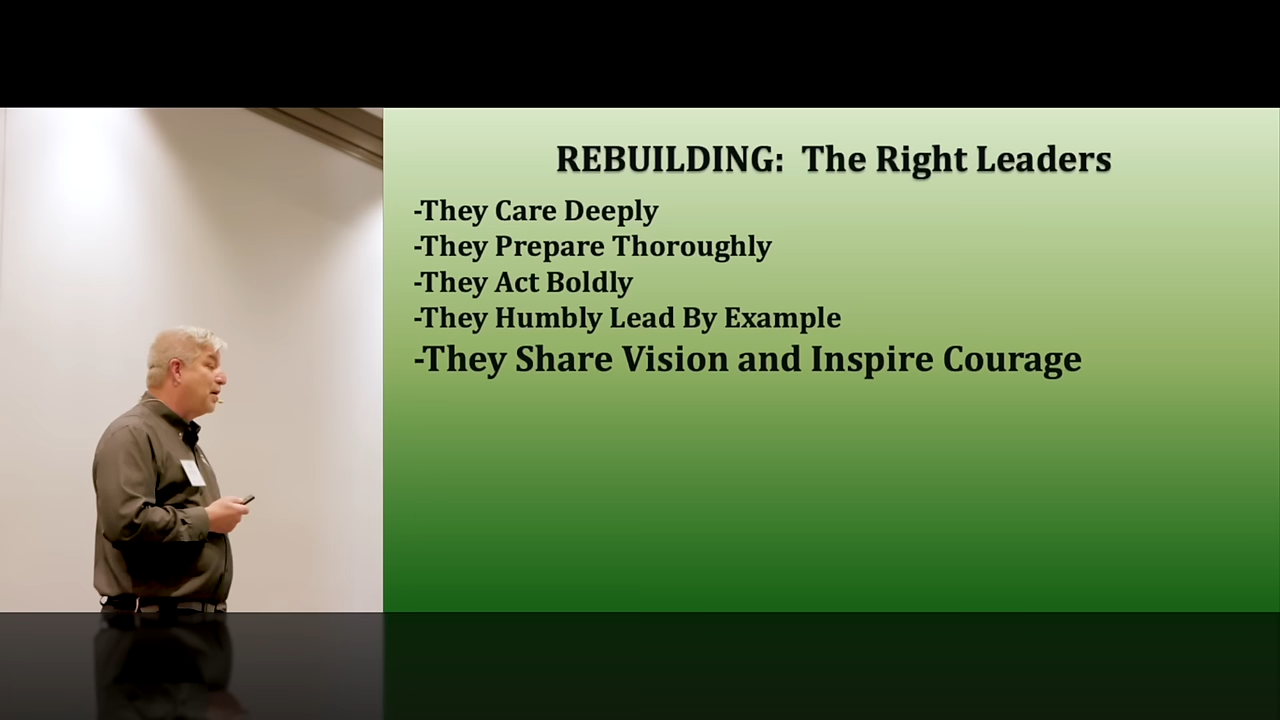 REBUILDING:  The Right Leaders
-They Care Deeply
-They Prepare Thoroughly
-They Act Boldly
-They Humbly Lead By Example
-They Share Vision and Inspire Courage